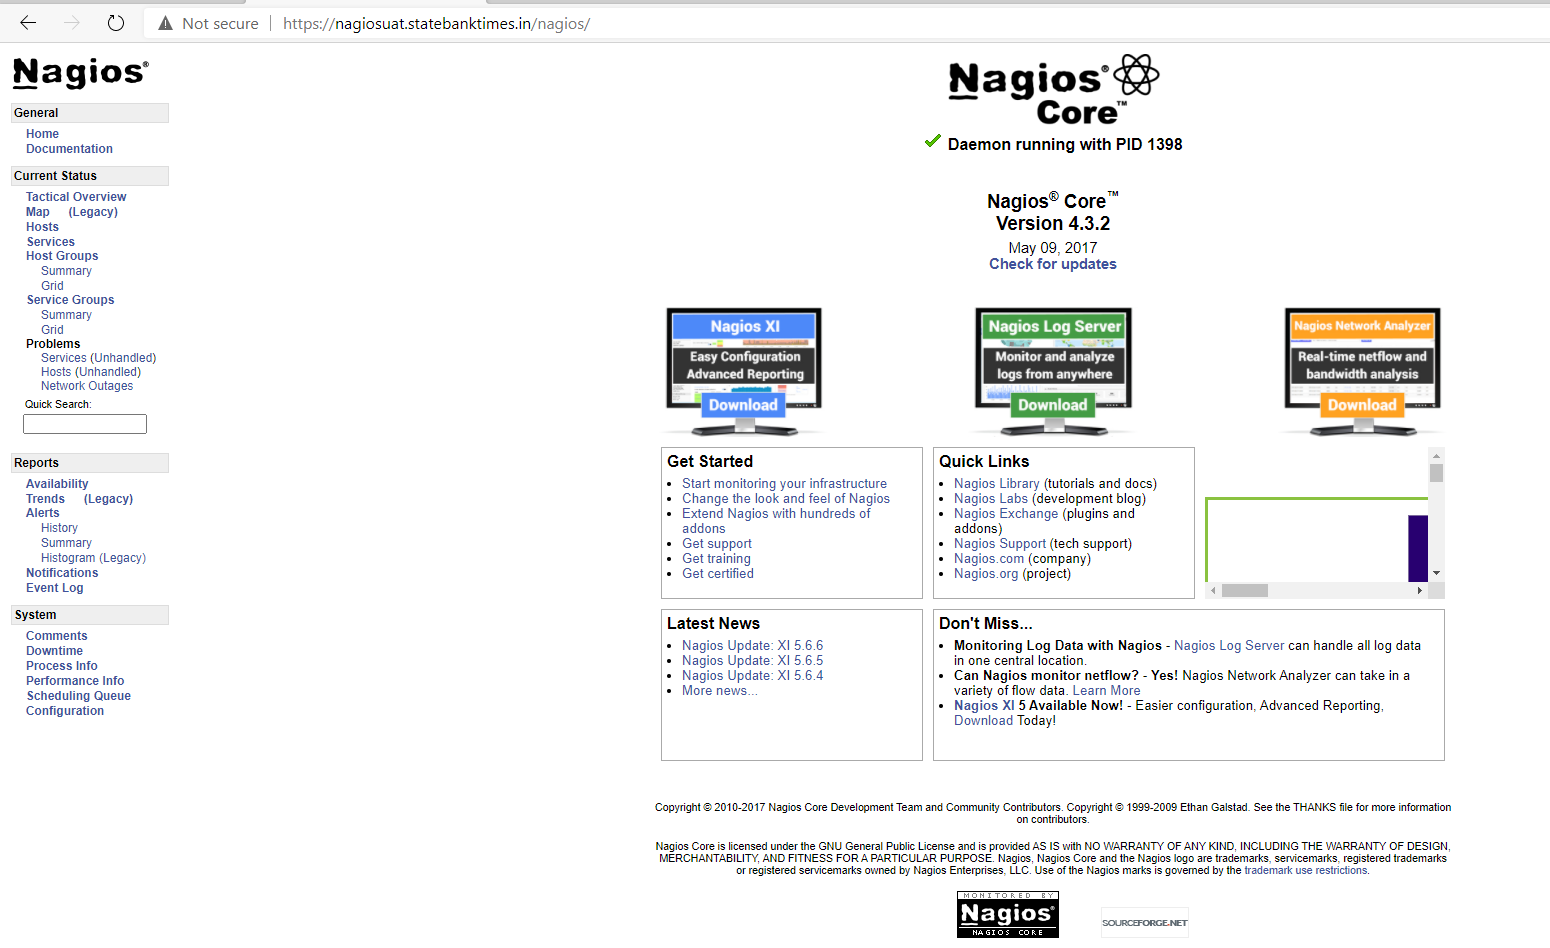 Not secure | https://nagiosuat.statebanktimes.in/nagios/
Nagios®
General
Home
Documentation
Current Status
Tactical Overview
Map (Legacy)
Hosts
Services
Host Groups
Summary
Grid
Service Groups
Summary
Grid
Problems
Services (Unhandled)
Hosts (Unhandled)
Network Outages
Quick Search:
Reports
Availability
Trends (Legacy)
Alerts
History
Summary
Histogram (Legacy)
Notifications
Event Log
System
Comments
Downtime
Process Info
Performance Info
Scheduling Queue
Configuration
Nagios®
Core™
Daemon running with PID 1398
Nagios® Core™
Version 4.3.2
May 09, 2017
Check for updates
Nagios XI
Easy Configuration
Advanced Reporting
Download
Nagios Log Server
Monitor and analyze
logs from anywhere
Download
Nagios Network Analyzer
Real-time netflow and
bandwidth analysis
Download
Get Started
Start monitoring your infrastructure
Change the look and feel of Nagios
Extend Nagios with hundreds of
addons
Get support
Get training
Get certified
Quick Links
Nagios Library (tutorials and docs)
Nagios Labs (development blog)
Nagios Exchange (plugins and
addons)
Nagios Support (tech support)
Nagios.com (company)
Nagios.org (project)
Latest News
Nagios Update: XI 5.6.6
Nagios Update: XI 5.6.5
Nagios Update: XI 5.6.4
More news...
Don't Miss...
Monitoring Log Data with Nagios - Nagios Log Server can handle all log data
in one central location.
Can Nagios monitor netflow? - Yes! Nagios Network Analyzer can take in a
variety of flow data. Learn More
Nagios XI 5 Available Now! - Easier configuration, Advanced Reporting,
Download Today!
Copyright © 2010-2017 Nagios Core Development Team and Community Contributors. Copyright © 1999-2009 Ethan Galstad. See the THANKS file for more information
on contributors.
Nagios Core is licensed under the GNU General Public License and is provided AS IS with NO WARRANTY OF ANY KIND, INCLUDING THE WARRANTY OF DESIGN,
MERCHANTABILITY, AND FITNESS FOR A PARTICULAR PURPOSE. Nagios, Nagios Core and the Nagios logo are trademarks, servicemarks, registered trademarks
or registered servicemarks owned by Nagios Enterprises, LLC. Use of the Nagios marks is governed by the trademark use restrictions.
MONITORED BY
Nagios®
NAGIOS CORE
SOURCEFORGE.NET